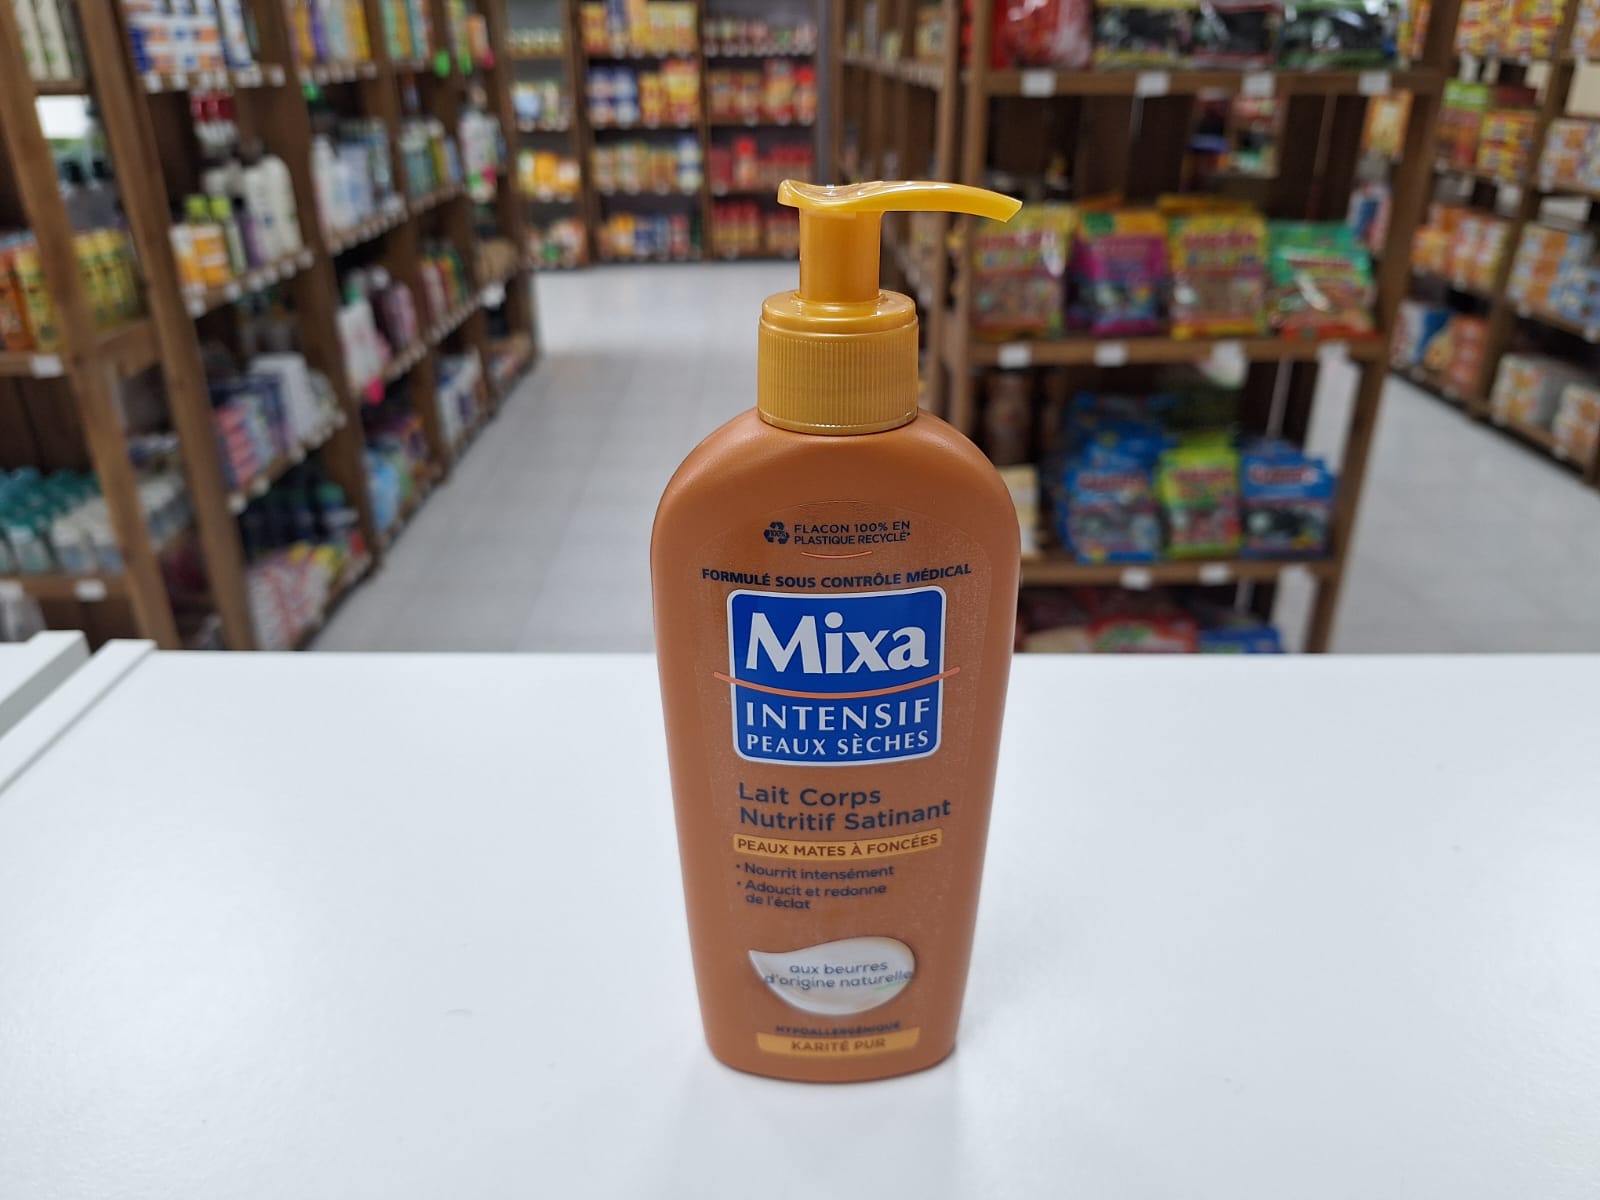 100%
FLACON 100% EN
PLASTIQUE RECYCLÉ*
FORMULÉ SOUS CONTRÔLE MÉDICAL
Mixa
INTENSIF
PEAUX SÈCHES
Lait Corps
Nutritif Satinant
PEAUX MATES À FONCÉES
• Nourrit intensément
• Adoucit et redonne
de l'éclat
aux beurres
d'origine naturelle
HYPOALLERGÉNIQUE
KARITÉ PUR